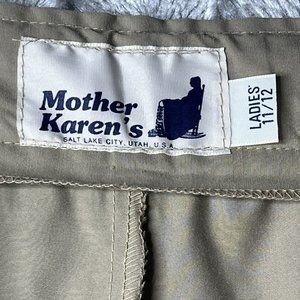 Mother
Karen's
SALT LAKE CITY, UTAH, U.S.A
LADIES'
11/12